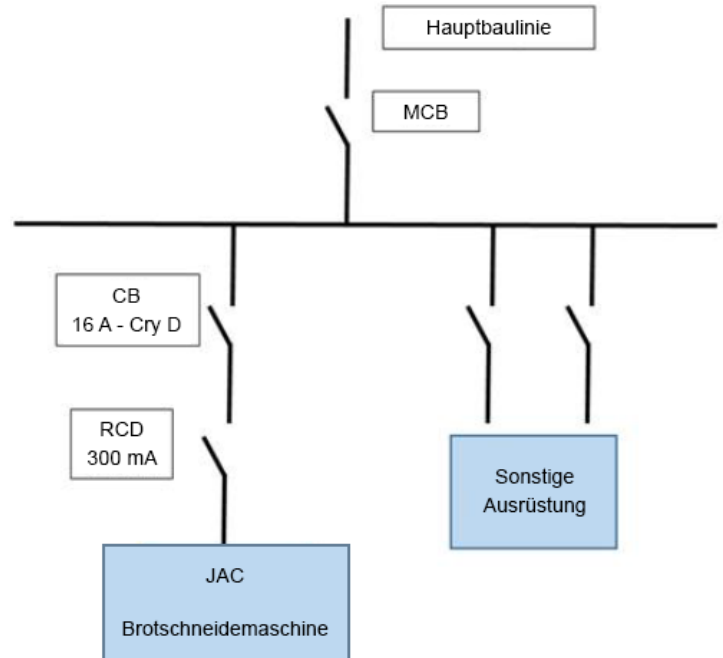 Hauptbaulinie
MCB
CB
16 A - Cry D
RCD
300 mA
Sonstige
Ausrüstung
JAC
Brotschneidemaschine